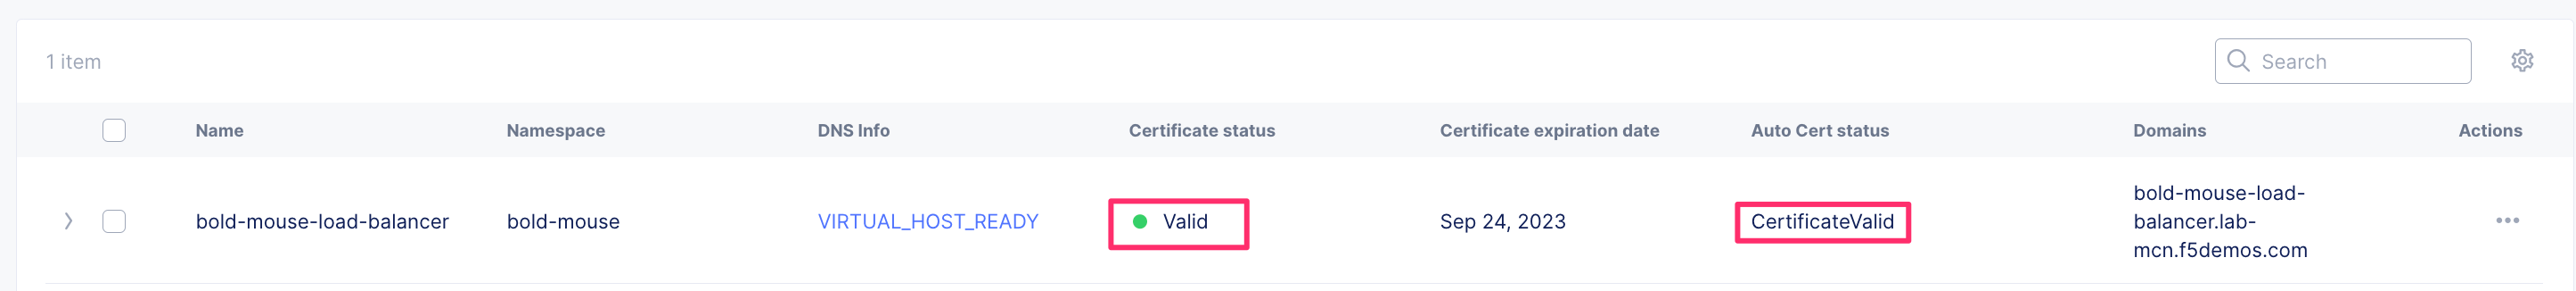 1 item
Search
Name Namespace DNS Info Certificate status Certificate expiration date Auto Cert status Domains Actions
bold-mouse-load-balancer bold-mouse VIRTUAL_HOST_READY Valid Sep 24, 2023 CertificateValid bold-mouse-load-
balancer.lab-
mcn.f5demos.com